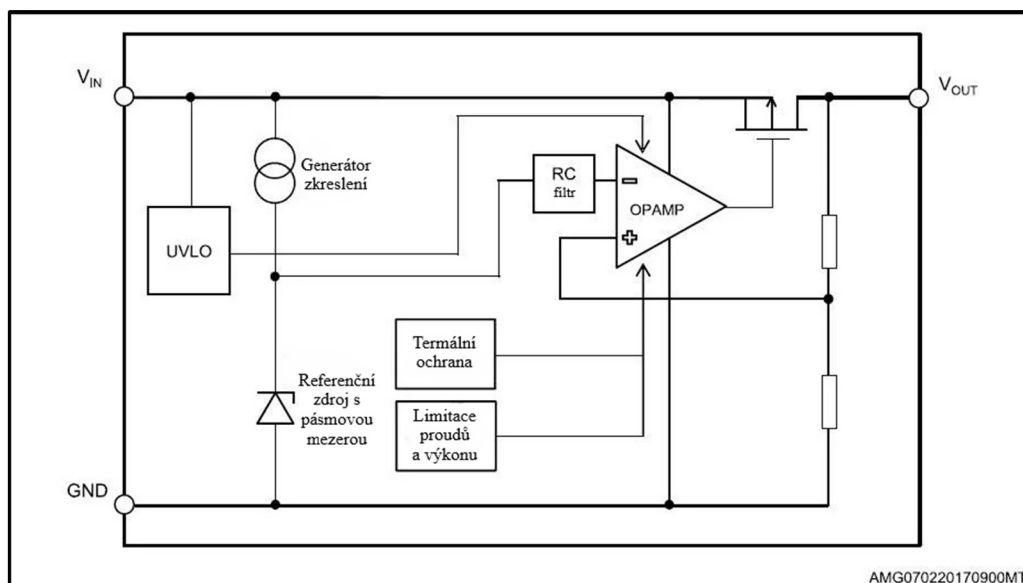 V_IN
V_OUT
Generátor
zkreslení
RC
filtr
OPAMP
UVLO
Termální
ochrana
Referenční
zdroj s
pásmovou
mezerou
Limitace
proudů
a výkonu
GND
AMG070220170900MT